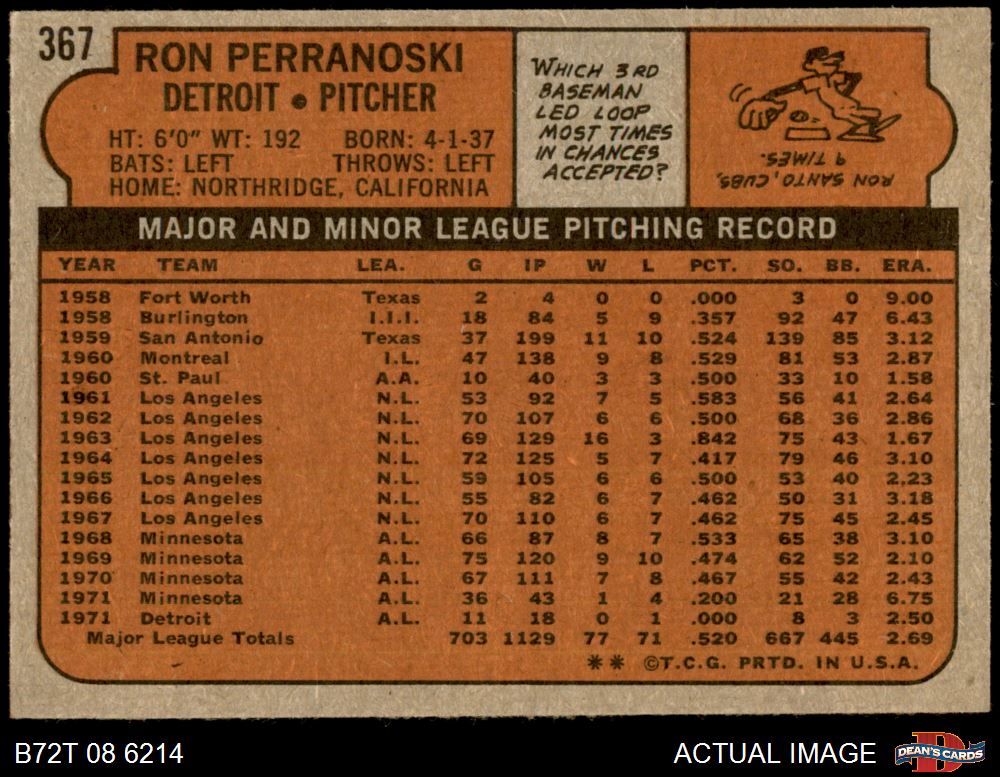 367
RON PERRANOSKI
DETROIT • PITCHER
HT: 6'0" WT: 192 BORN: 4-1-37
BATS: LEFT THROWS: LEFT
HOME: NORTHRIDGE, CALIFORNIA
WHICH 3RD
BASEMAN
LED LOOP
MOST TIMES
IN CHANCES
ACCEPTED?
RON SANTO, CUBS,
9 TIMES.
MAJOR AND MINOR LEAGUE PITCHING RECORD
YEAR TEAM LEA. G IP W L PCT. SO. BB. ERA.
1958 Fort Worth Texas 2 4 0 0 .000 3 0 9.00
1958 Burlington I.I.I. 18 84 5 9 .357 92 47 6.43
1959 San Antonio Texas 37 199 11 10 .524 139 85 3.12
1960 Montreal I.L. 47 138 9 8 .529 81 53 2.87
1960 St. Paul A.A. 10 40 3 3 .500 33 10 1.58
1961 Los Angeles N.L. 53 92 7 5 .583 56 41 2.64
1962 Los Angeles N.L. 70 107 6 6 .500 68 36 2.86
1963 Los Angeles N.L. 69 129 16 3 .842 75 43 1.67
1964 Los Angeles N.L. 72 125 5 7 .417 79 46 3.10
1965 Los Angeles N.L. 59 105 6 6 .500 53 40 2.23
1966 Los Angeles N.L. 55 82 6 7 .462 50 31 3.18
1967 Los Angeles N.L. 70 110 6 7 .462 75 45 2.45
1968 Minnesota A.L. 66 87 8 7 .533 65 38 3.10
1969 Minnesota A.L. 75 120 9 10 .474 62 52 2.10
1970 Minnesota A.L. 67 111 7 8 .467 55 42 2.43
1971 Minnesota A.L. 36 43 1 4 .200 21 28 6.75
1971 Detroit A.L. 11 18 0 1 .000 8 3 2.50
Major League Totals 703 1129 77 71 .520 667 445 2.69
** ©T.C.G. PRTD. IN U.S.A.
B72T 08 6214 ACTUAL IMAGE D DEAN'S CARDS